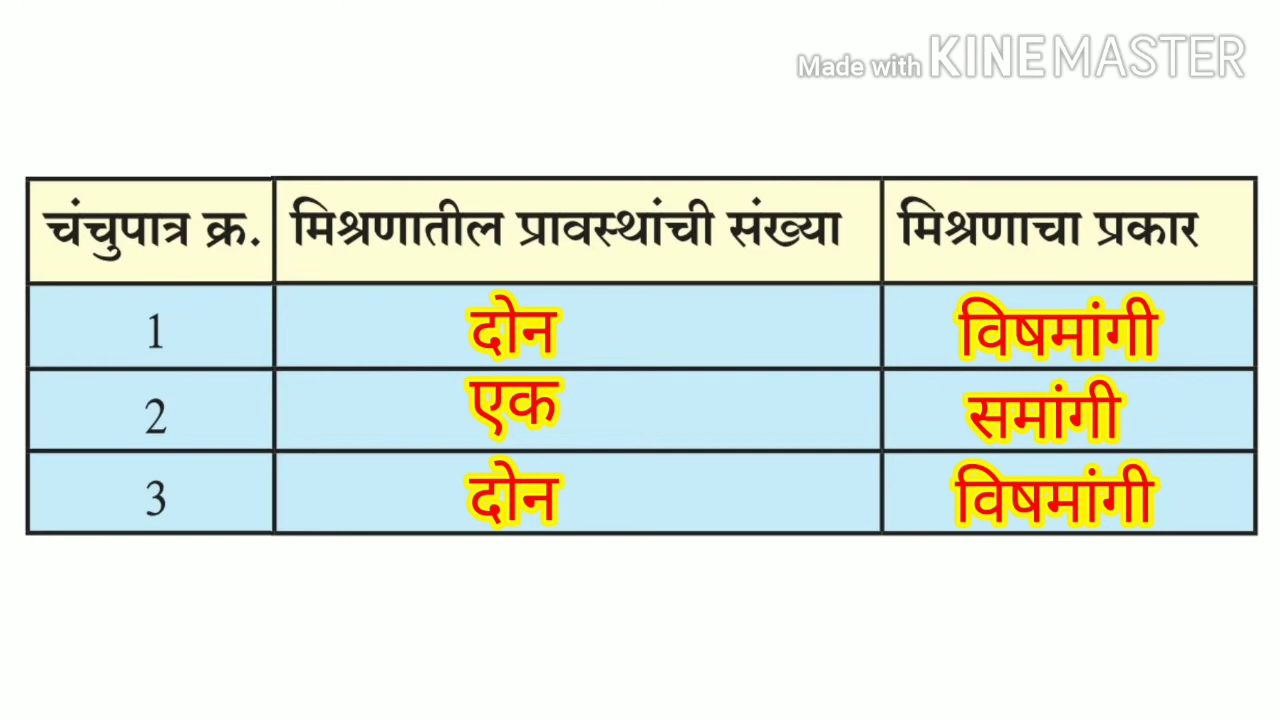 Made with KINEMASTER
चंचुपात्र क्र. मिश्रणातील प्रावस्थांची संख्या मिश्रणाचा प्रकार
1 दोन विषमांगी
2 एक समांगी
3 दोन विषमांगी